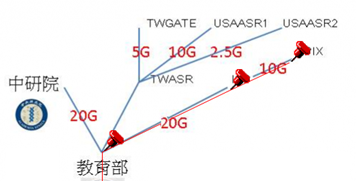 TWGATE USAASR1 USAASR2
5G 10G 2.5G IX
中研院 TWASR 10G
20G 20G
教育部